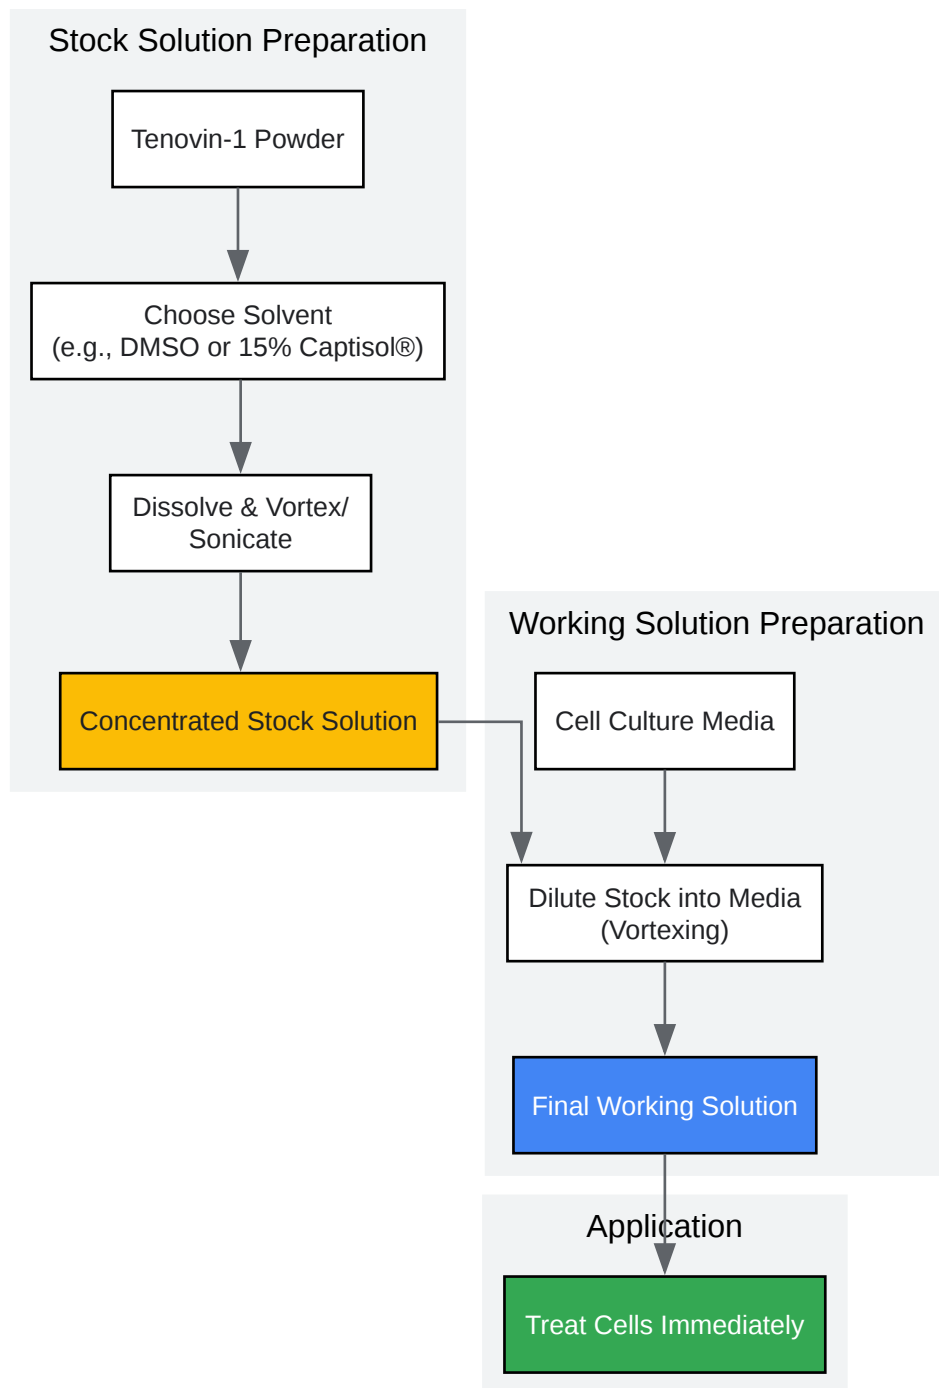 Stock Solution Preparation
Tenovin-1 Powder
Choose Solvent
(e.g., DMSO or 15% Captisol®)
Dissolve & Vortex/
Sonicate
Concentrated Stock Solution
Working Solution Preparation
Cell Culture Media
Dilute Stock into Media
(Vortexing)
Final Working Solution
Application
Treat Cells Immediately